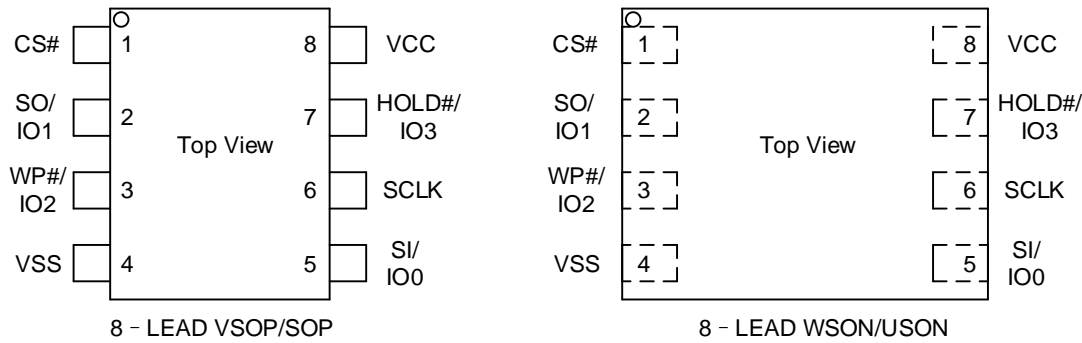 CS# 1 8 VCC
SO/
IO1 2 7 HOLD#/
IO3
Top View
WP#/
IO2 3 6 SCLK
VSS 4 5 SI/
IO0
8 – LEAD VSOP/SOP
CS# 1 8 VCC
SO/
IO1 2 7 HOLD#/
IO3
Top View
WP#/
IO2 3 6 SCLK
VSS 4 5 SI/
IO0
8 – LEAD WSON/USON